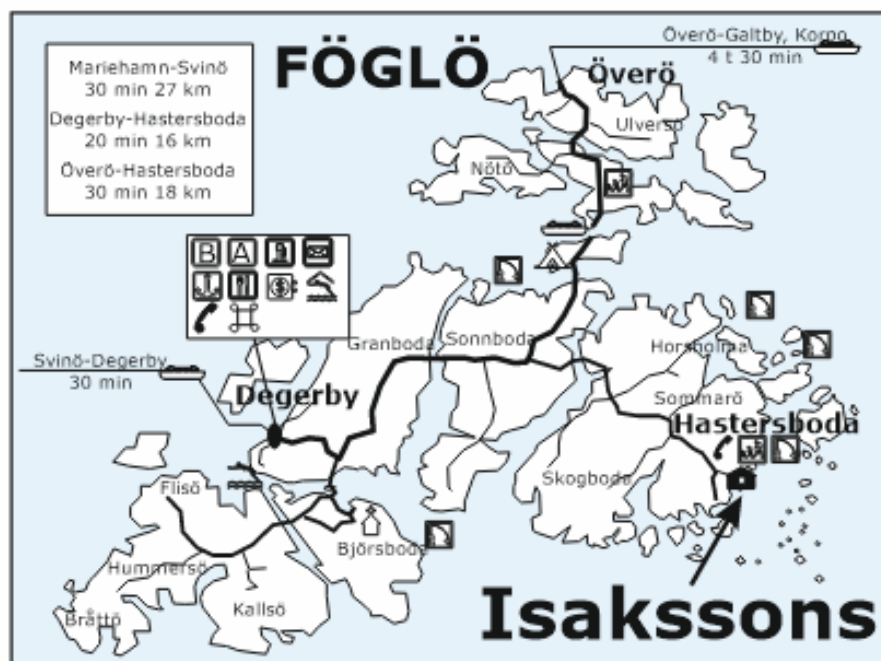 Överö-Galtby, Korpo
4 t 30 min
FÖGLÖ
Mariehamn-Svinö
30 min 27 km
Degerby-Hastersboda
20 min 16 km
Överö-Hastersboda
30 min 18 km
Överö
Ulversö
Nötö
B A
Granboda
Sonnboda
Horsholma
Svinö-Degerby
30 min
Degerby
Sommarö
Hastersboda
Skogboda
Flisö
Björsboda
Hummersö
Kallsö
Bråttö
Isakssons